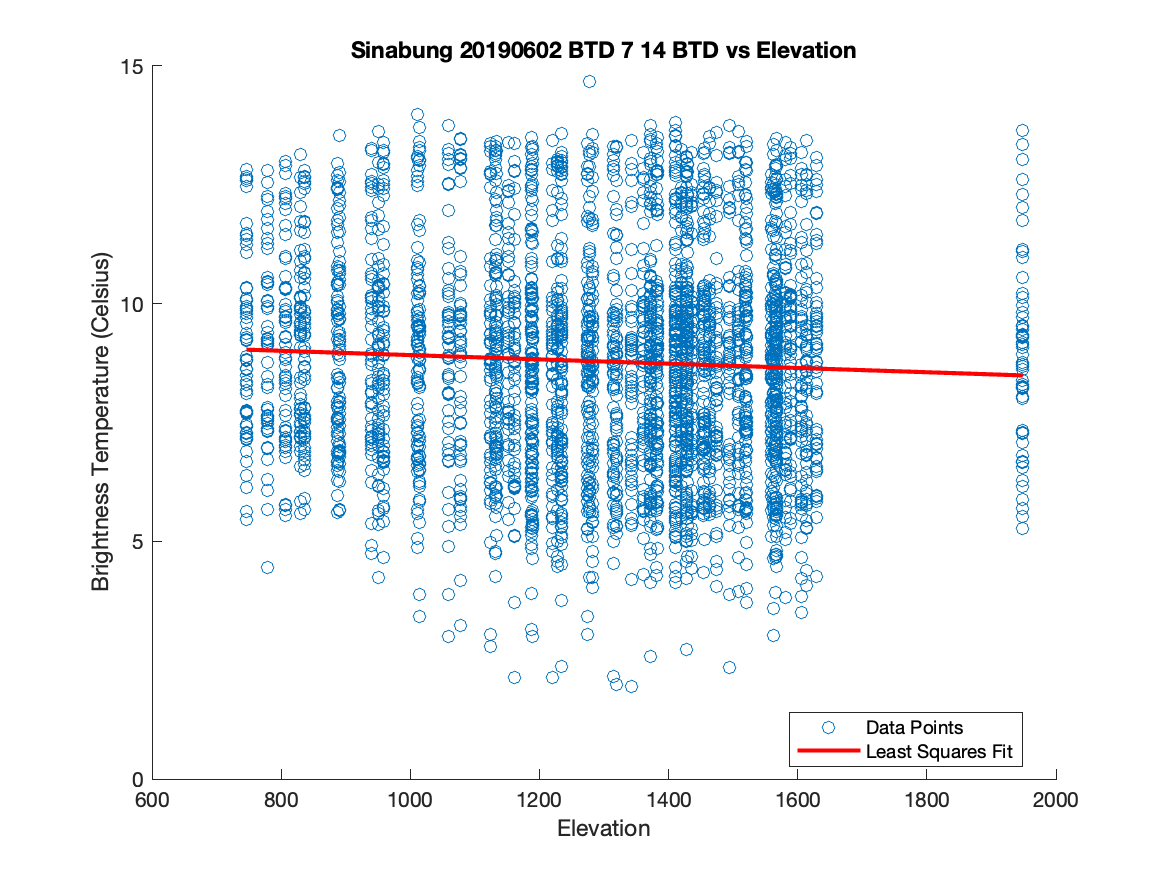 Sinabung 20190602 BTD 7 14 BTD vs Elevation
15
10
5
0
Brightness Temperature (Celsius)
Data Points
Least Squares Fit
600 800 1000 1200 1400 1600 1800 2000
Elevation